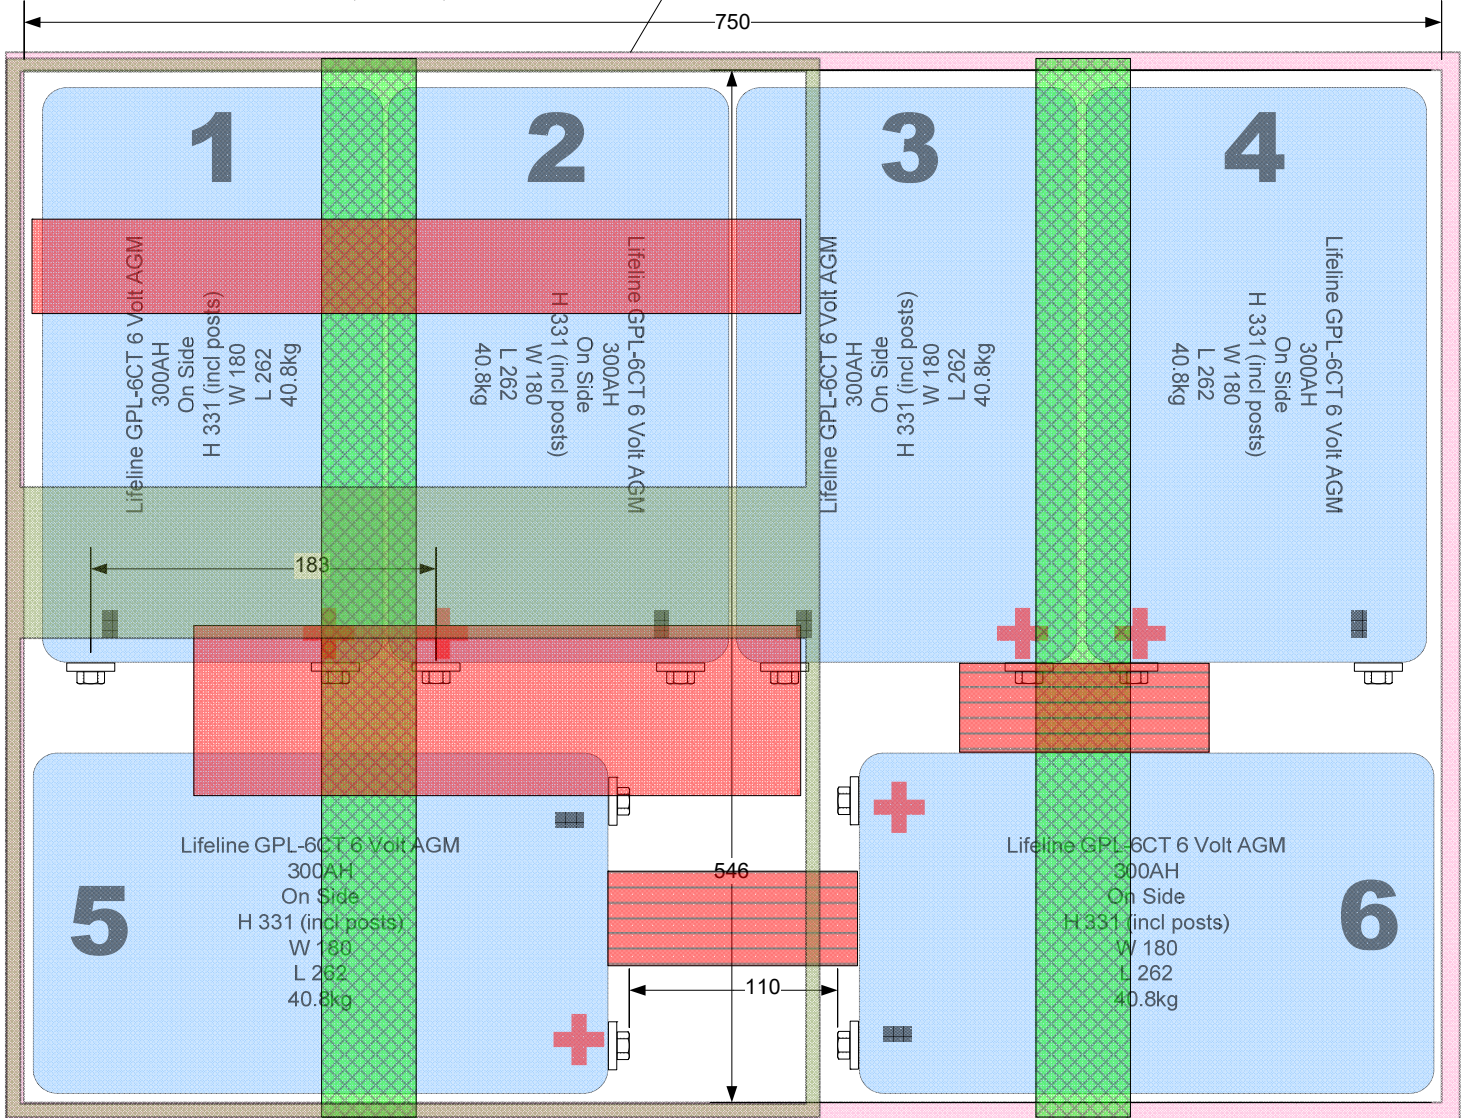 750
1
2
3
4
Lifeline GPL-6CT 6 Volt AGM
300AH
On Side
H 331 (incl posts)
W 180
L 262
40.8kg
Lifeline GPL-6CT 6 Volt AGM
300AH
On Side
H 331 (incl posts)
W 180
L 262
40.8kg
Lifeline GPL-6CT 6 Volt AGM
300AH
On Side
H 331 (incl posts)
W 180
L 262
40.8kg
Lifeline GPL-6CT 6 Volt AGM
300AH
On Side
H 331 (incl posts)
W 180
L 262
40.8kg
183
+
+
+
+
5
Lifeline GPL-6CT 6 Volt AGM
300AH
On Side
H 331 (incl posts)
W 180
L 262
40.8kg
+
546
110
+
Lifeline GPL-6CT 6 Volt AGM
300AH
On Side
H 331 (incl posts)
W 180
L 262
40.8kg
6